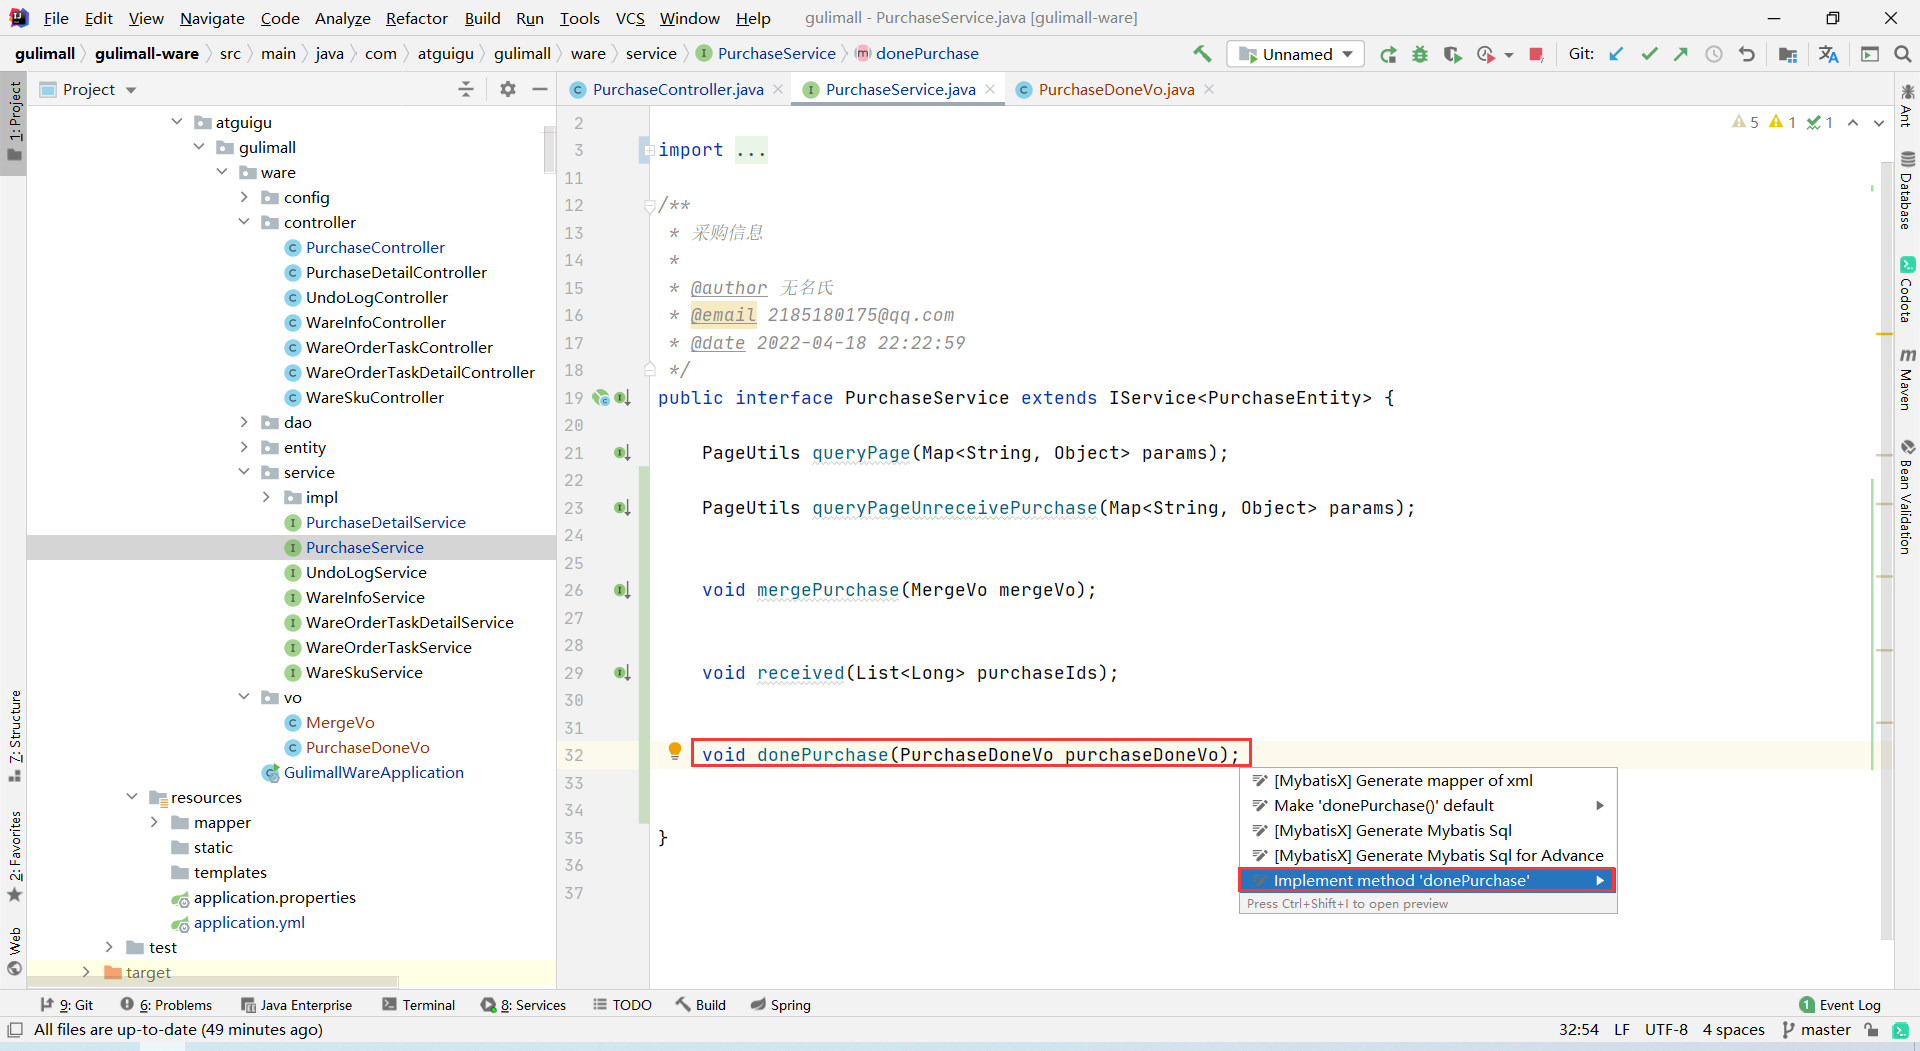 File Edit View Navigate Code Analyze Refactor Build Run Tools VCS Window Help gulimall - PurchaseService.java [gulimall-ware]
gulimall gulimall-ware src main java com atguigu gulimall ware service PurchaseService donePurchase Unnamed Git:
Project
PurchaseController.java PurchaseService.java PurchaseDoneVo.java
1: Project
7: Structure
2: Favorites
Web
atguigu
gulimall
ware
config
controller
PurchaseController
PurchaseDetailController
UndoLogController
WareInfoController
WareOrderTaskController
WareOrderTaskDetailController
WareSkuController
dao
entity
service
impl
PurchaseDetailService
PurchaseService
UndoLogService
WareInfoService
WareOrderTaskDetailService
WareOrderTaskService
WareSkuService
vo
MergeVo
PurchaseDoneVo
GulimallWareApplication
resources
mapper
static
templates
application.properties
application.yml
test
target
5 1 1
2
3 import ...
11
12 /**
13 * 采购信息
14 *
15 * @author 无名氏
16 * @email 2185180175@qq.com
17 * @date 2022-04-18 22:22:59
18 */
19 public interface PurchaseService extends IService<PurchaseEntity> {
20
21 PageUtils queryPage(Map<String, Object> params);
22
23 PageUtils queryPageUnreceivePurchase(Map<String, Object> params);
24
25
26 void mergePurchase(MergeVo mergeVo);
27
28
29 void received(List<Long> purchaseIds);
30
31
32 void donePurchase(PurchaseDoneVo purchaseDoneVo);
33
34
35 }
36
37
[MybatisX] Generate mapper of xml
Make 'donePurchase()' default
[MybatisX] Generate Mybatis Sql
[MybatisX] Generate Mybatis Sql for Advance
Implement method 'donePurchase'
Press Ctrl+Shift+I to open preview
Ant
Database
Codota
Maven
Bean Validation
9: Git 6: Problems Java Enterprise Terminal 8: Services TODO Build Spring 1 Event Log
All files are up-to-date (49 minutes ago) 32:54 LF UTF-8 4 spaces master